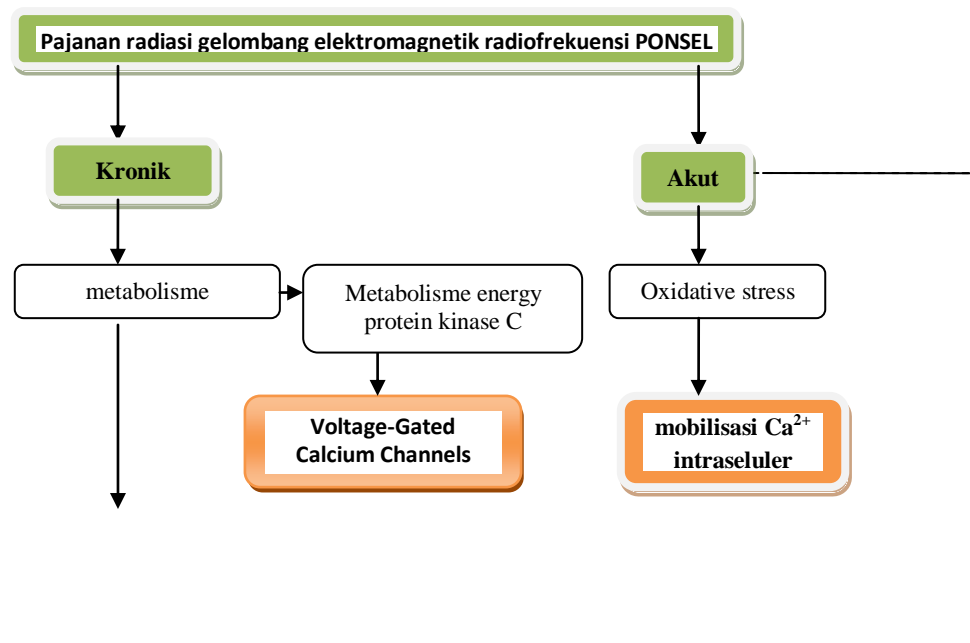 Pajanan radiasi gelombang elektromagnetik radiofrekuensi PONSEL
Kronik
Akut
metabolisme
Metabolisme energy
protein kinase C
Oxidative stress
Voltage-Gated
Calcium Channels
mobilisasi Ca²⁺
intraseluler